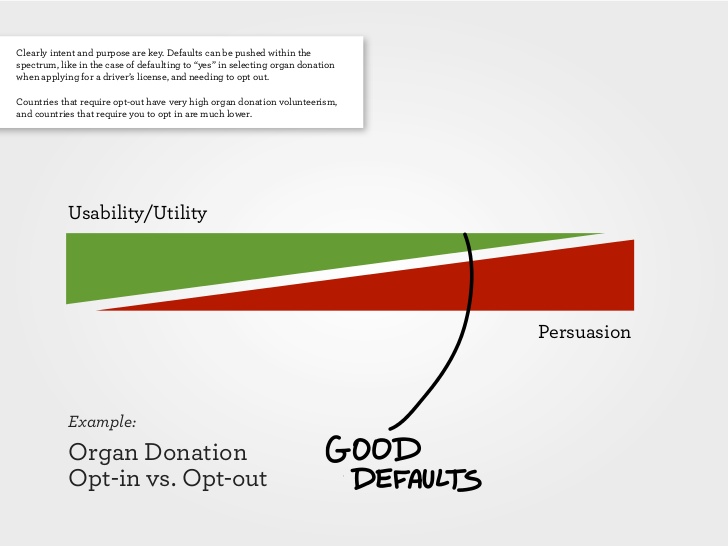 Clearly intent and purpose are key. Defaults can be pushed within the
spectrum, like in the case of defaulting to “yes” in selecting organ donation
when applying for a driver’s license, and needing to opt out.
Countries that require opt-out have very high organ donation volunteerism,
and countries that require you to opt in are much lower.
Usability/Utility
Persuasion
Example:
Organ Donation
Opt-in vs. Opt-out
GOOD
DEFAULTS